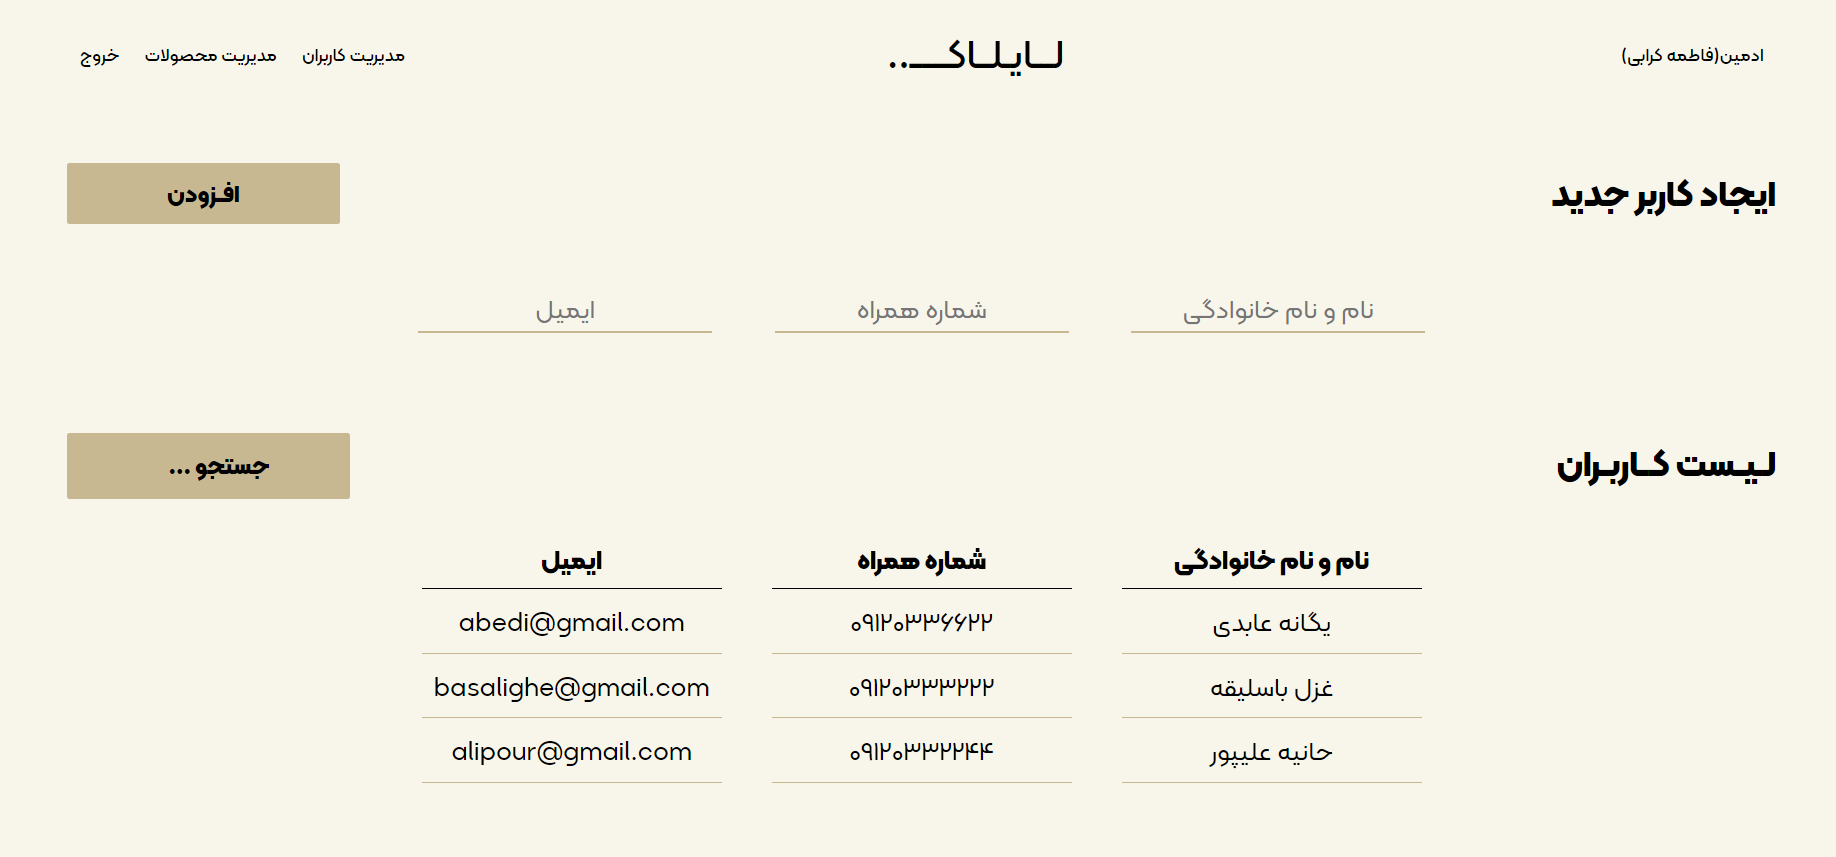 ادمین(فاطمه کرابی)
لــایلــاکـــــ..
مدیریت کاربران
مدیریت محصولات
خروج
ایجاد کاربر جدید
افـزودن
نام و نام خانوادگی
شماره همراه
ایمیل
لـیـست کـاربـران
جستجو ...
نام و نام خانوادگی شماره همراه ایمیل
یگانه عابدی ۰۹۱۲۰۳۳۶۶۲۲ abedi@gmail.com
غزل باسلیقه ۰۹۱۲۰۳۳۳۲۲۲ basalighe@gmail.com
حانیه علیپور ۰۹۱۲۰۳۳۲۲۴۴ alipour@gmail.com